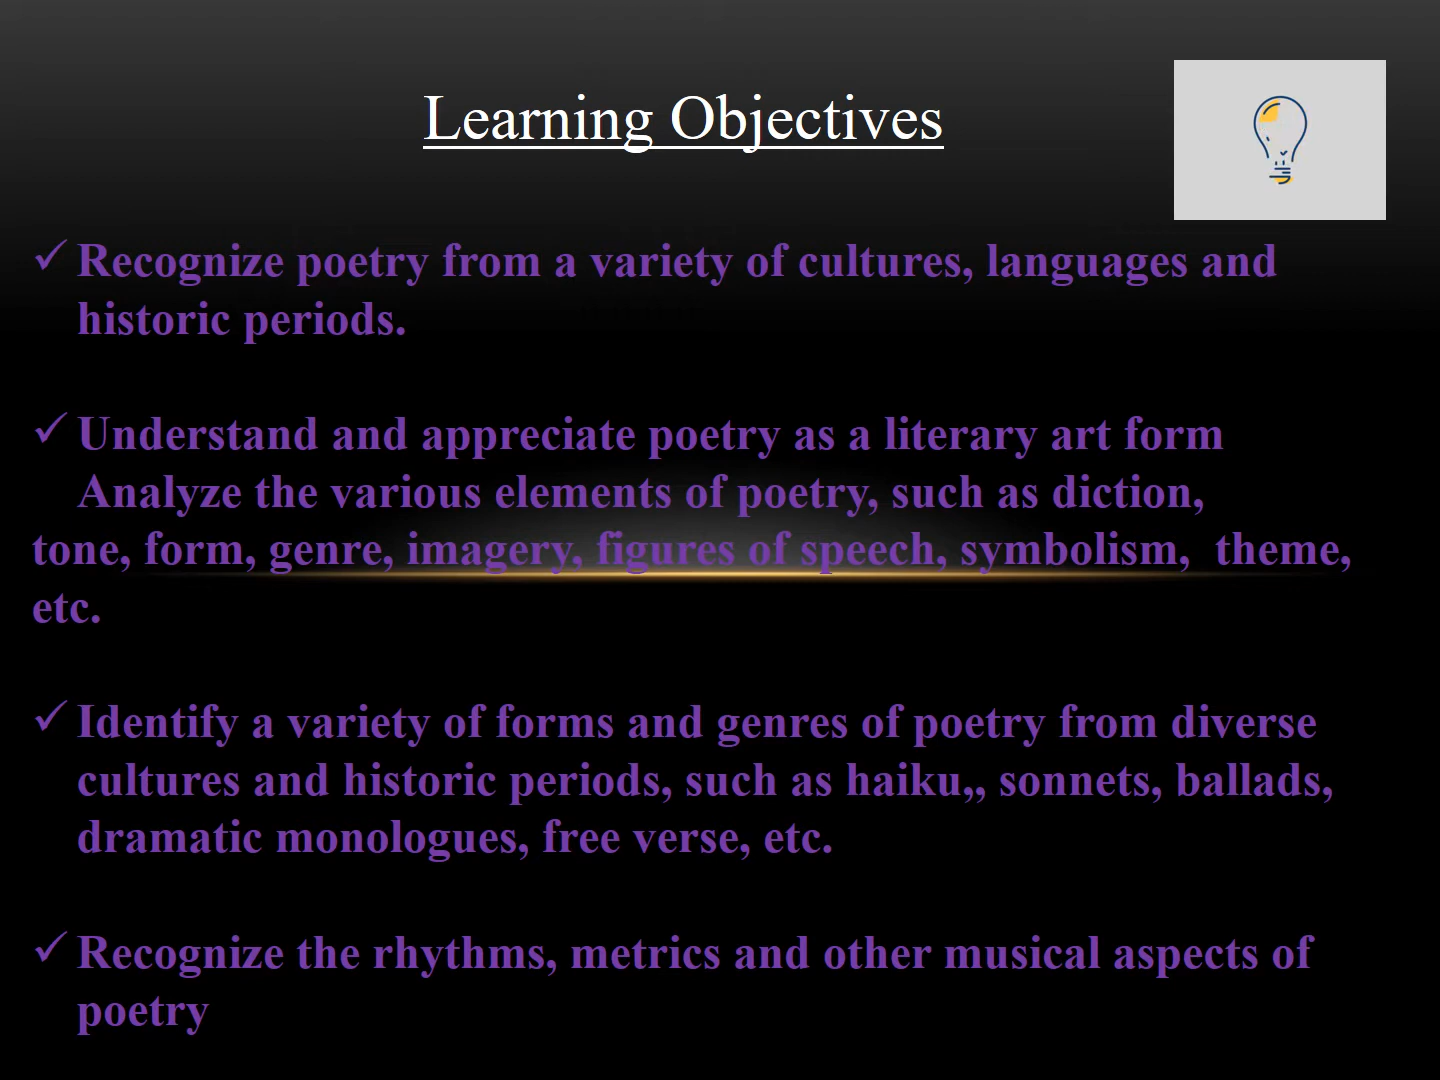 Learning Objectives
✓ Recognize poetry from a variety of cultures, languages and
historic periods.
✓ Understand and appreciate poetry as a literary art form
Analyze the various elements of poetry, such as diction,
tone, form, genre, imagery, figures of speech, symbolism,  theme,
etc.
✓ Identify a variety of forms and genres of poetry from diverse
cultures and historic periods, such as haiku,, sonnets, ballads,
dramatic monologues, free verse, etc.
✓ Recognize the rhythms, metrics and other musical aspects of
poetry